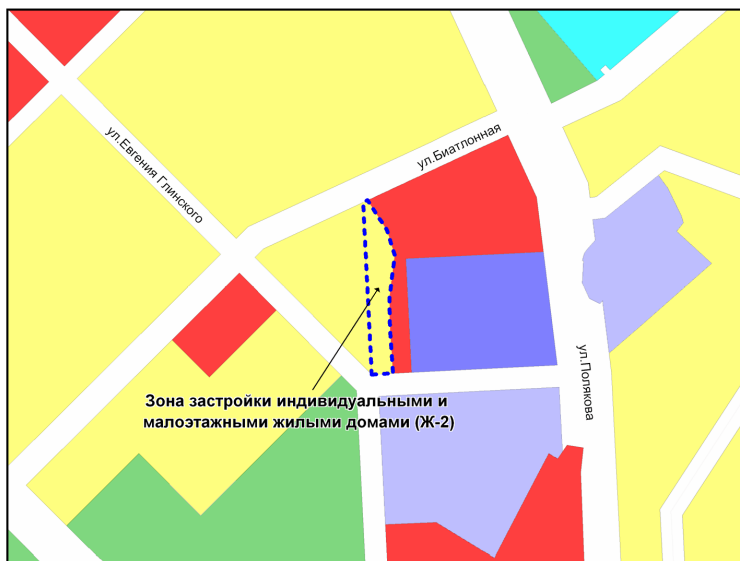 ул.Биатлонная
ул.Евгения Глинского
ул.Полякова
Зона застройки индивидуальными и
малоэтажными жилыми домами (Ж-2)